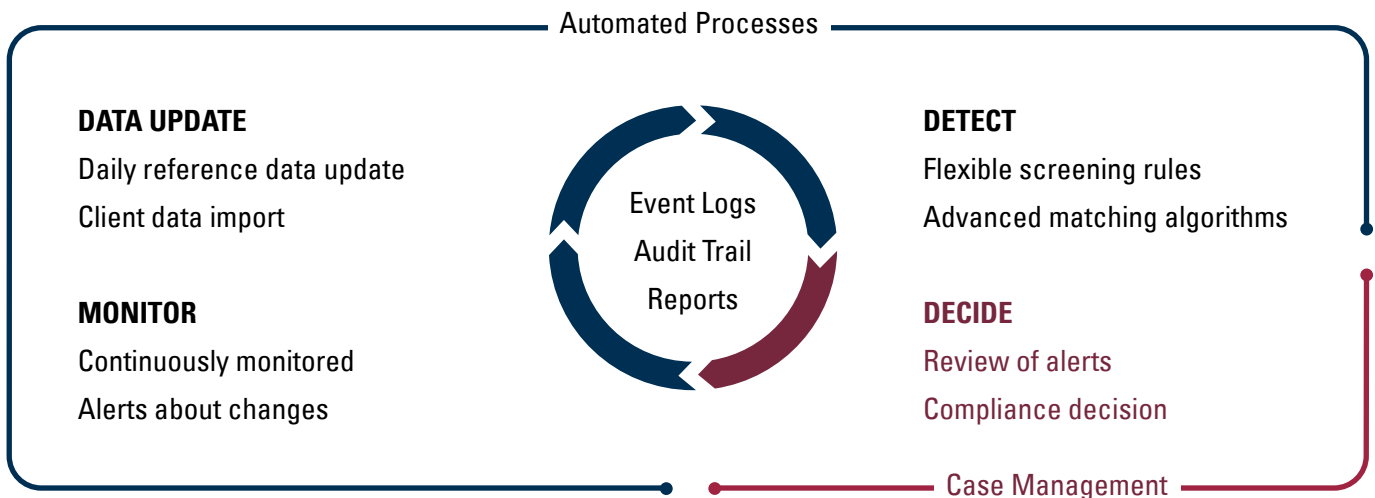 Automated Processes
DATA UPDATE
Daily reference data update
Client data import
MONITOR
Continuously monitored
Alerts about changes
Event Logs
Audit Trail
Reports
DETECT
Flexible screening rules
Advanced matching algorithms
DECIDE
Review of alerts
Compliance decision
Case Management